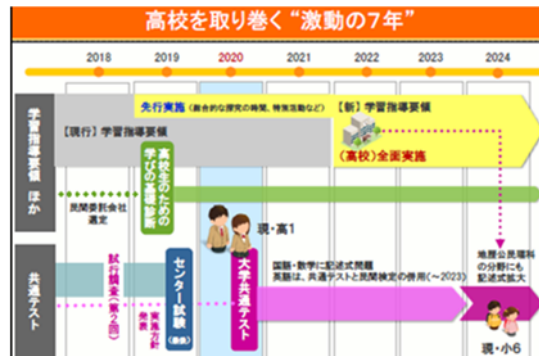 高校を取り巻く“激動の7年”
2018 2019 2020 2021 2022 2023 2024
学習指導要領 ほか
先行実施 (総合的な探究の時間、特別活動など)
【現行】学習指導要領
【新】学習指導要領
(高校)全面実施
高校生のための
学びの基礎診断
民間委託会社
選定
現・高1
地歴公民理科
の分野にも
記述式拡大
共通テスト
試行調査(第2回)
実施方針
発表
センター試験
(最後)
大学共通テスト
国語・数学に記述式問題
英語は、共通テストと民間検定の併用(~2023)
現・小6